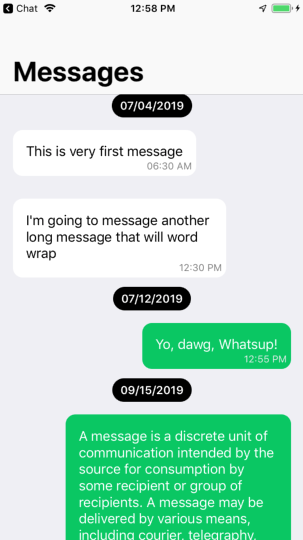 Chat 12:58 PM
Messages
07/04/2019
This is very first message
06:30 AM
I'm going to message another
long message that will word
wrap
12:30 PM
07/12/2019
Yo, dawg, Whatsup!
12:55 PM
09/15/2019
A message is a discrete unit of
communication intended by the
source for consumption by
some recipient or group of
recipients. A message may be
delivered by various means,
including courier, telegraphy,